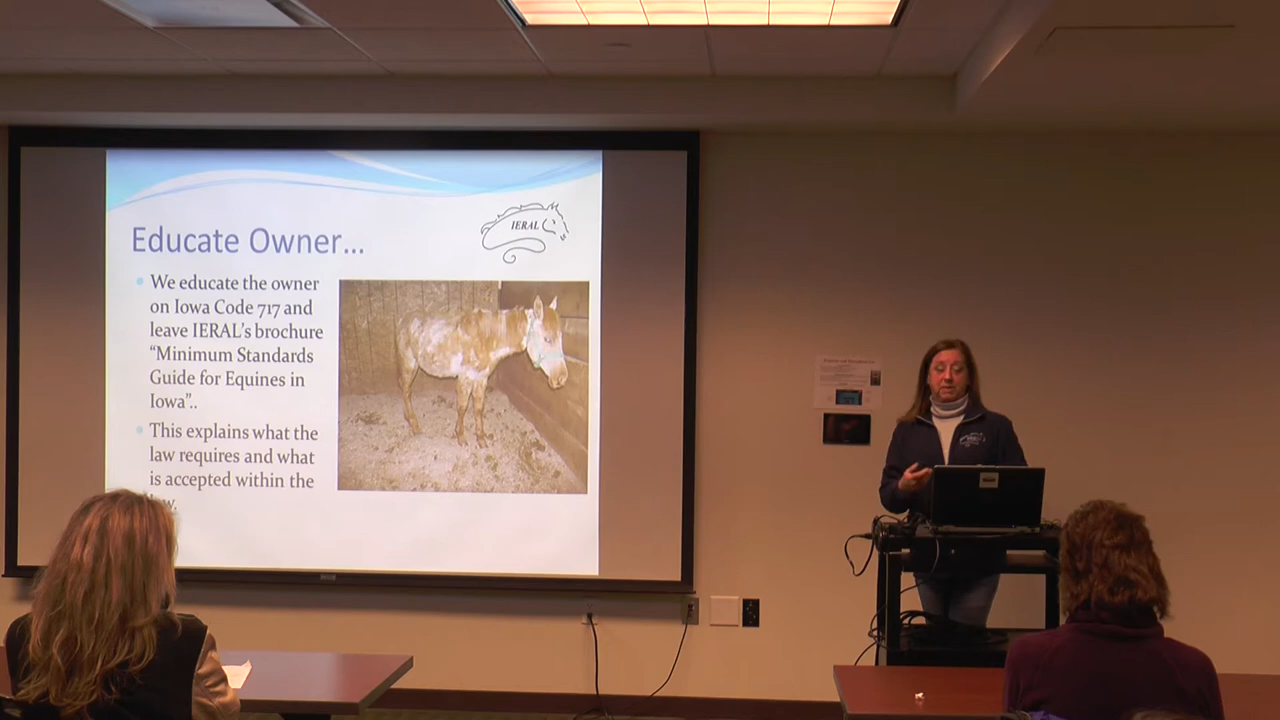 IERAL
Educate Owner...
We educate the owner
on Iowa Code 717 and
leave IERAL's brochure
“Minimum Standards
Guide for Equines in
Iowa”..
This explains what the
law requires and what
is accepted within the